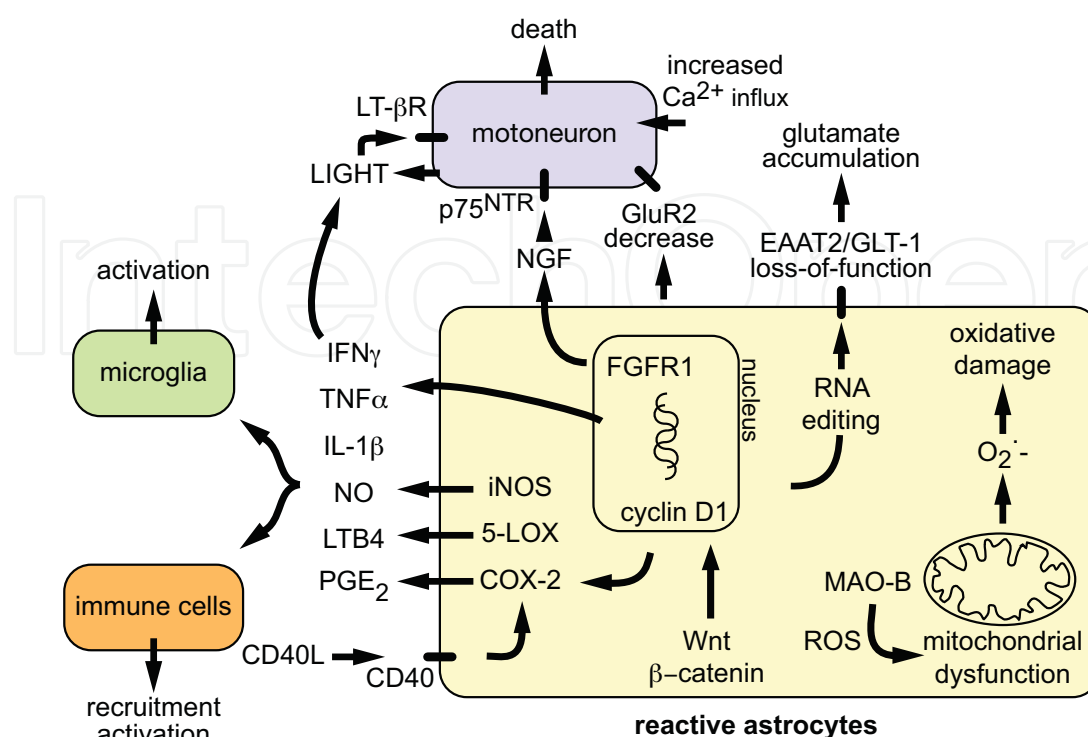 death
increased
Ca2+ influx
LT-βR
motoneuron
glutamate
accumulation
LIGHT
p75NTR
GluR2
decrease
EAAT2/GLT-1
loss-of-function
NGF
activation
IntechOpen
oxidative
damage
IFNγ
microglia
FGFR1
nucleus
TNFα
RNA
editing
IL-1β
O2·-
NO
iNOS
cyclin D1
LTB4
5-LOX
PGE2
COX-2
MAO-B
immune cells
Wnt
β–catenin
ROS
mitochondrial
dysfunction
CD40L
CD40
recruitment
activation
reactive astrocytes